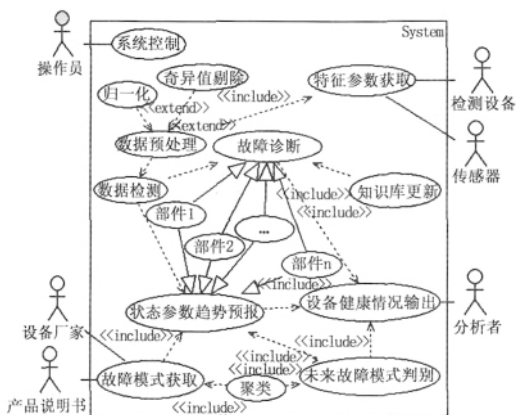 System
系统控制
操作员
奇异值剔除
归一化
<<extend>>
<<include>>
特征参数获取
检测设备
<<extend>>
数据预处理
故障诊断
传感器
数据检测
<<include>>
知识库更新
部件1
<<include>>
部件2
...
部件n
<<include>>
设备厂家
状态参数趋势预报
设备健康情况输出
分析者
<<include>>
<<include>>
<<include>>
<<include>>
产品说明书
故障模式获取
聚类
未来故障模式判别
<<include>>